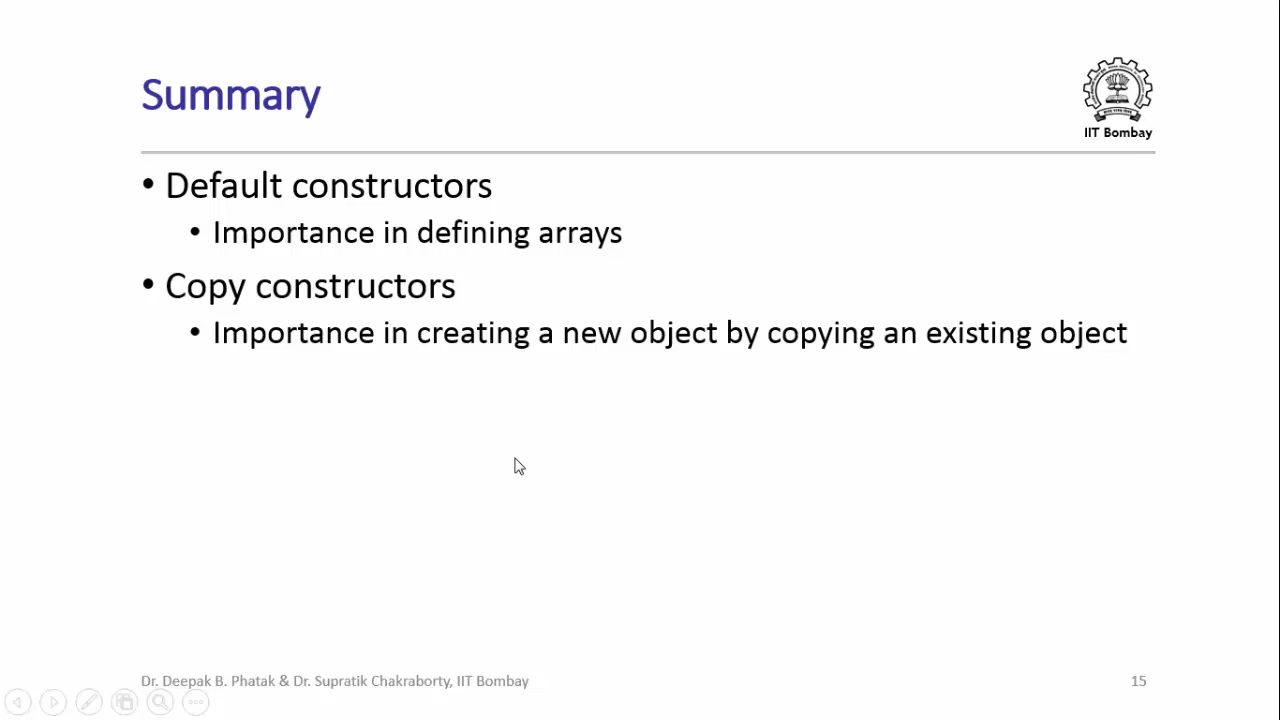 Summary
IIT Bombay
• Default constructors
• Importance in defining arrays
• Copy constructors
• Importance in creating a new object by copying an existing object
Dr. Deepak B. Phatak & Dr. Supratik Chakraborty, IIT Bombay
15